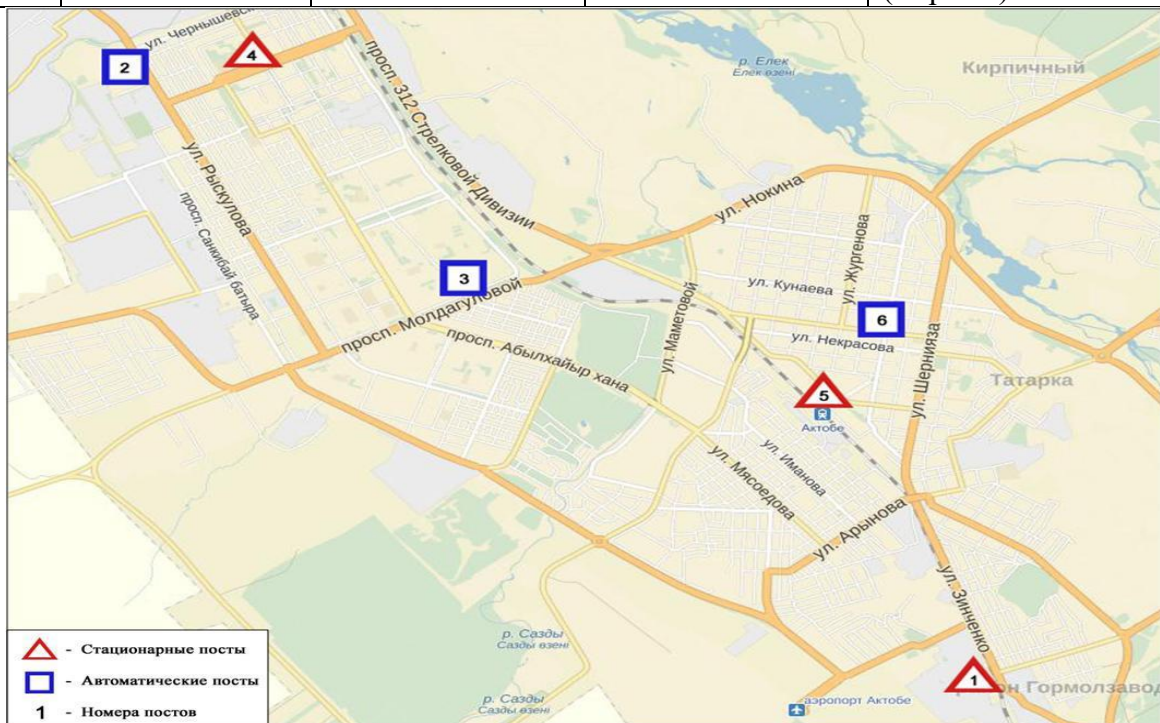 2
ул. Чернышевс
4
просп. 312 Стрелковой Дивизии
р. Елек
Елек өзені
Кирпичный
ул. Рыскулова
просп. Санкибай батыра
ул. Нокина
ул. Жургенова
3
просп. Молдагуловой
ул. Кунаева
ул. Маметовой
6
ул. Некрасова
просп. Абылхайыр хана
ул. Шернияза
Татарка
5
Актобе
ул. Иманова
ул. Мясоедова
ул. Арынова
ул. Зинченко
р. Сазды
Сазды өзені
1
он Гормолзавод
р. Сазды
Сазды өзені
аэропорт Актобе
- Стационарные посты
- Автоматические посты
1 - Номера постов